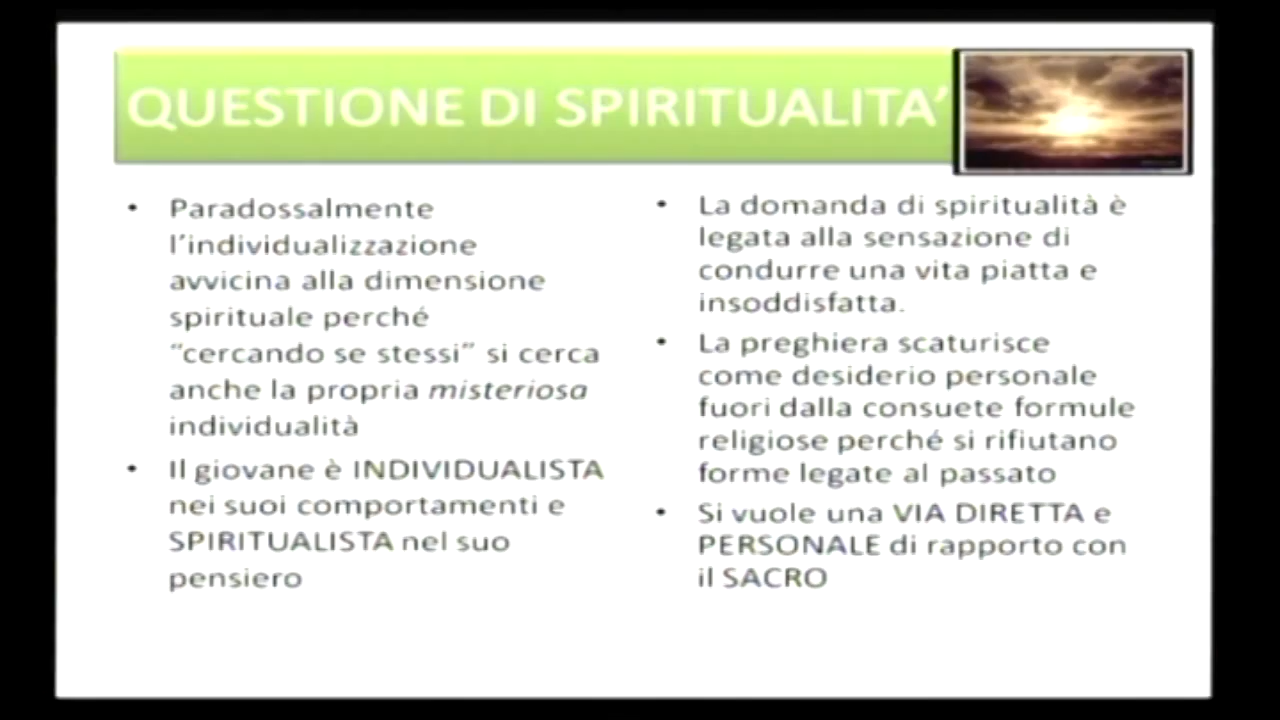 QUESTIONE DI SPIRITUALITA’
• Paradossalmente
l’individualizzazione
avvicina alla dimensione
spirituale perché
“cercando se stessi” si cerca
anche la propria misteriosa
individualità
• Il giovane è INDIVIDUALISTA
nei suoi comportamenti e
SPIRITUALISTA nel suo
pensiero
• La domanda di spiritualità è
legata alla sensazione di
condurre una vita piatta e
insoddisfatta.
• La preghiera scaturisce
come desiderio personale
fuori dalla consuete formule
religiose perché si rifiutano
forme legate al passato
• Si vuole una VIA DIRETTA e
PERSONALE di rapporto con
il SACRO